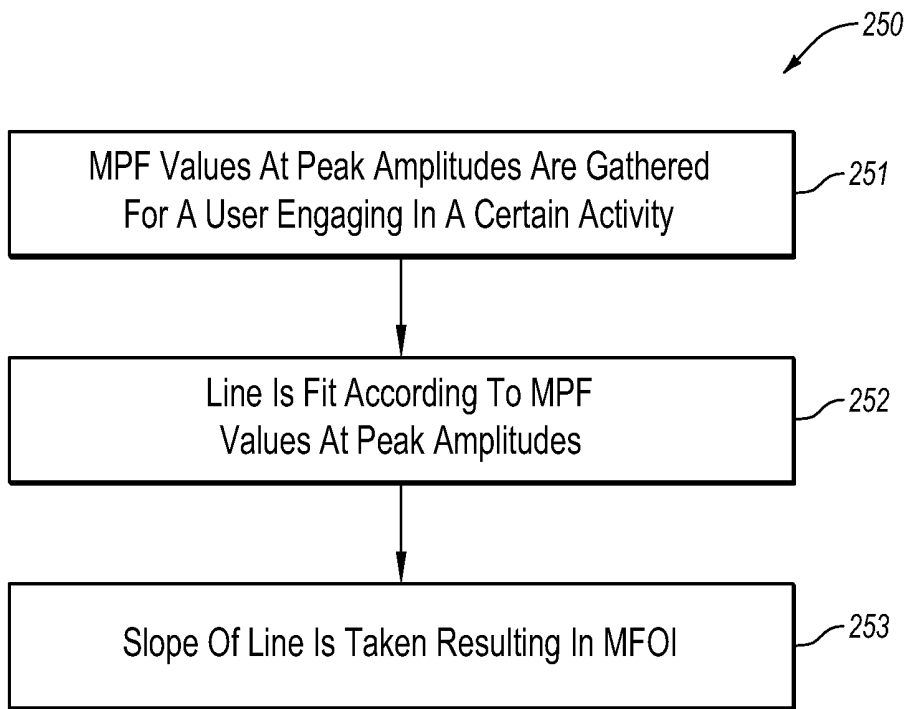 250
MPF Values At Peak Amplitudes Are Gathered
For A User Engaging In A Certain Activity
251
Line Is Fit According To MPF
Values At Peak Amplitudes
252
Slope Of Line Is Taken Resulting In MFOI
253